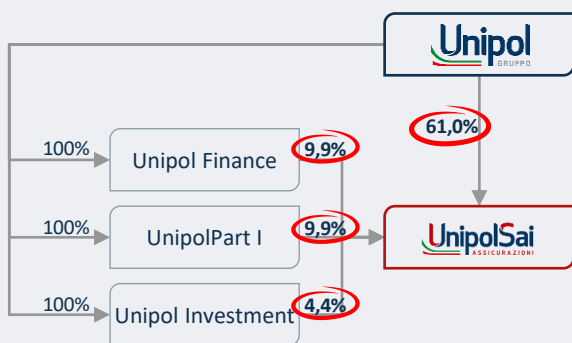 Unipol
GRUPPO
61,0%
100%
Unipol Finance
9,9%
100%
UnipolPart I
9,9%
UnipolSai
ASSICURAZIONI
100%
Unipol Investment
4,4%